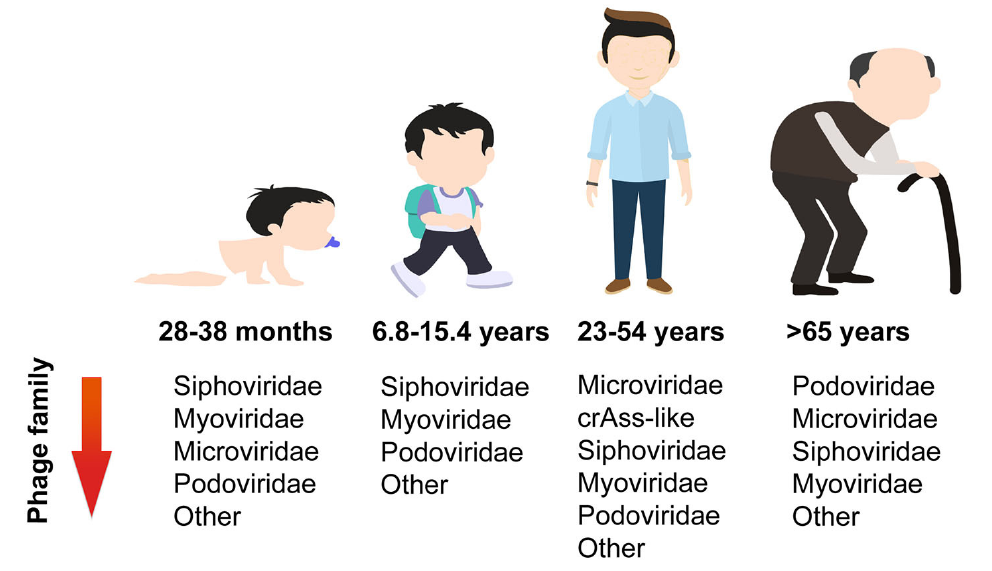 28-38 months
6.8-15.4 years
23-54 years
>65 years
Phage family
Siphoviridae
Myoviridae
Microviridae
Podoviridae
Other
Siphoviridae
Myoviridae
Podoviridae
Other
Microviridae
crAss-like
Siphoviridae
Myoviridae
Podoviridae
Other
Podoviridae
Microviridae
Siphoviridae
Myoviridae
Other